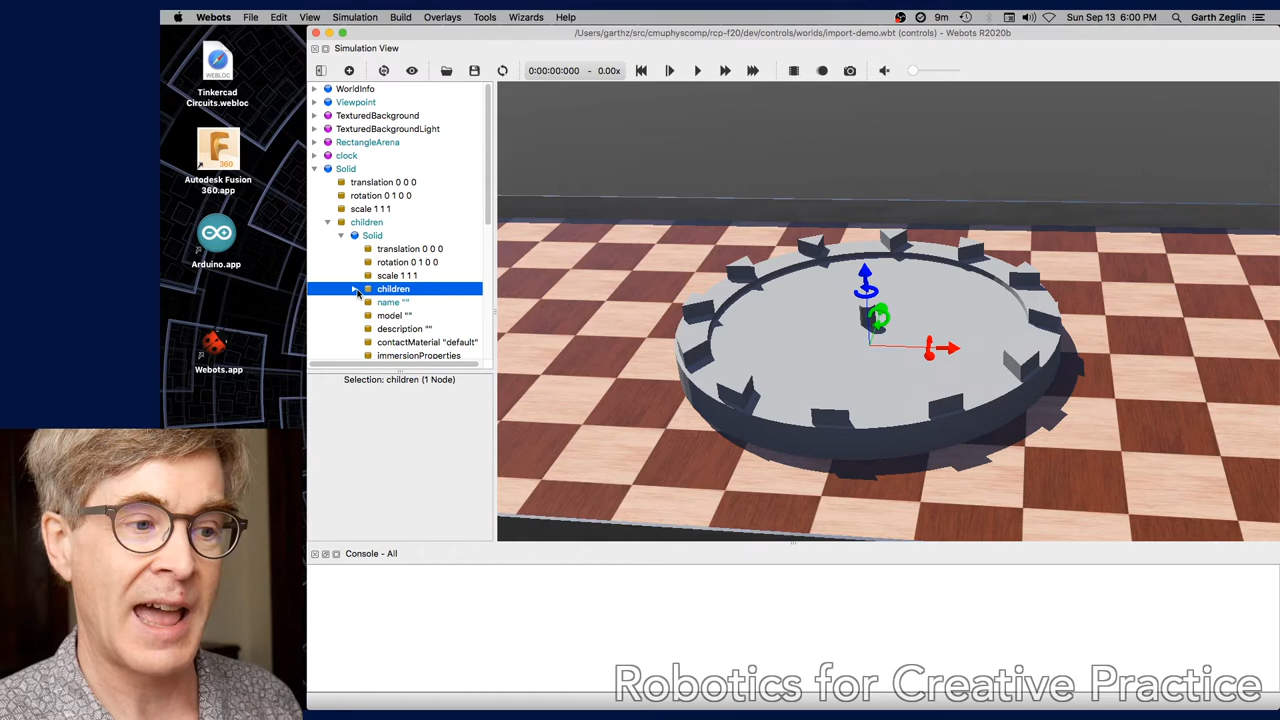 Webots File Edit View Simulation Build Overlays Tools Wizards Help 9m Sun Sep 13 6:00 PM Garth Zeglin
/Users/garthz/src/cmuphyscomp/rcp-f20/dev/controls/worlds/import-demo.wbt (controls) - Webots R2020b
Simulation View
0:00:00:000 - 0.00x
Tinkercad
Circuits.webloc
WEBLOC
Autodesk Fusion
360.app
360
Arduino.app
Webots.app
WorldInfo
Viewpoint
TexturedBackground
TexturedBackgroundLight
RectangleArena
clock
Solid
translation 0 0 0
rotation 0 1 0 0
scale 1 1 1
children
Solid
translation 0 0 0
rotation 0 1 0 0
scale 1 1 1
children
name ""
model ""
description ""
contactMaterial "default"
immersionProperties
Selection: children (1 Node)
Console - All
Robotics for Creative Practice